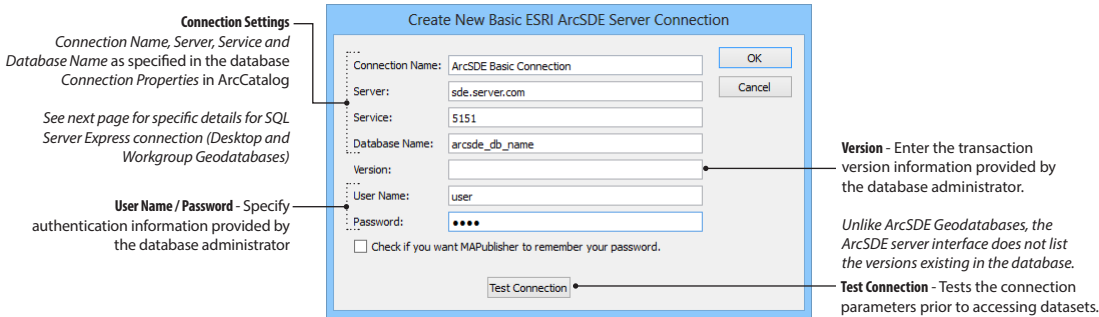 Connection Settings
Connection Name, Server, Service and
Database Name as specified in the database
Connection Properties in ArcCatalog
See next page for specific details for SQL
Server Express connection (Desktop and
Workgroup Geodatabases)
User Name / Password - Specify
authentication information provided by
the database administrator
Create New Basic ESRI ArcSDE Server Connection
Connection Name: ArcSDE Basic Connection
OK
Server: sde.server.com
Cancel
Service: 5151
Database Name: arcsde_db_name
Version:
User Name: user
Password: ••••
Check if you want MAPublisher to remember your password.
Test Connection
Version - Enter the transaction
version information provided by
the database administrator.
Unlike ArcSDE Geodatabases, the
ArcSDE server interface does not list
the versions existing in the database.
Test Connection - Tests the connection
parameters prior to accessing datasets.